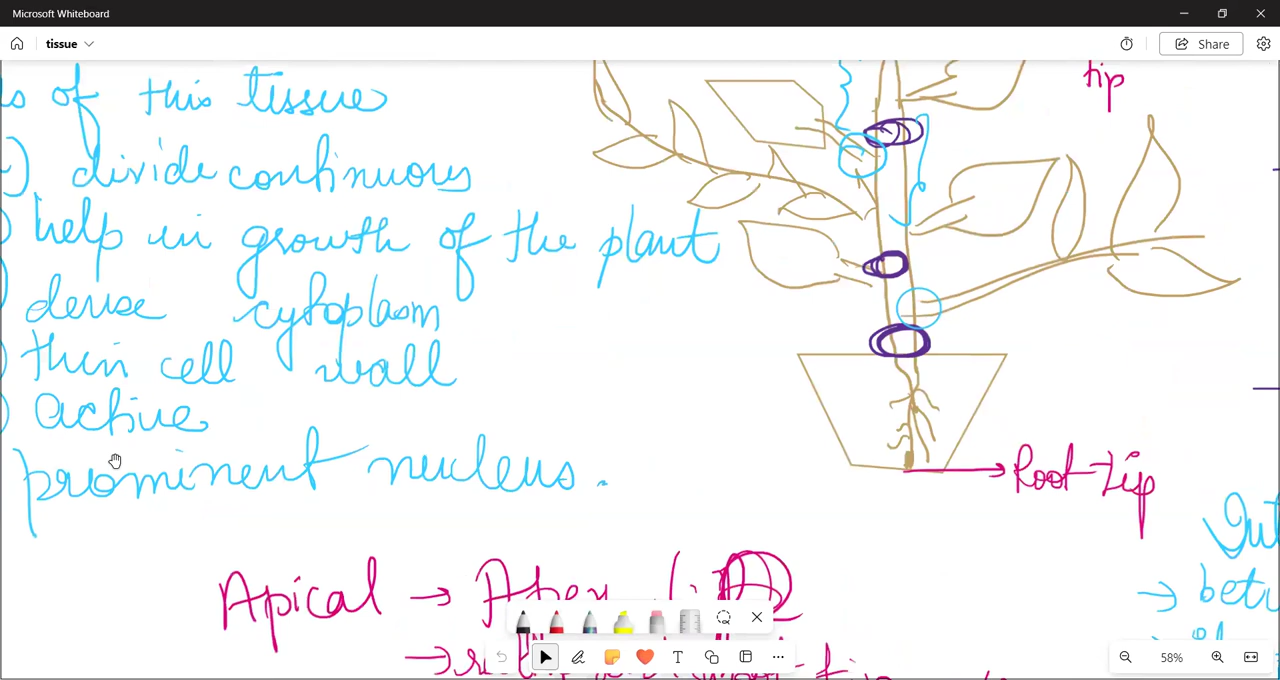 Microsoft Whiteboard
tissue
Share
s of this tissue
tip
) divide continuous
) help in growth of the plant
dense cytoplasm
thin cell wall
) active
prominent nucleus.
Root-tip
Apical → Apex
→ betw
58%